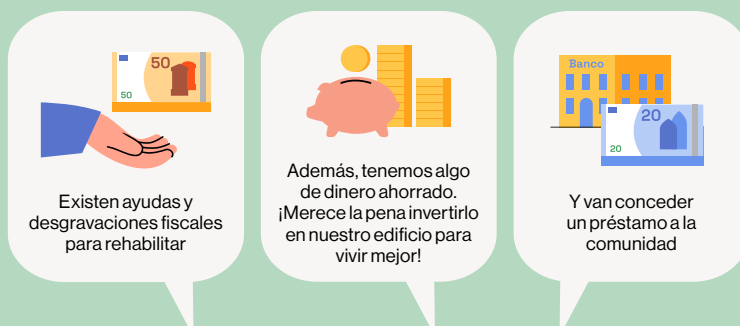 50
50
Existen ayudas y
desgravaciones fiscales
para rehabilitar
Además, tenemos algo
de dinero ahorrado.
¡Merece la pena invertirlo
en nuestro edificio para
vivir mejor!
Banco
20
20
Y van conceder
un préstamo a la
comunidad